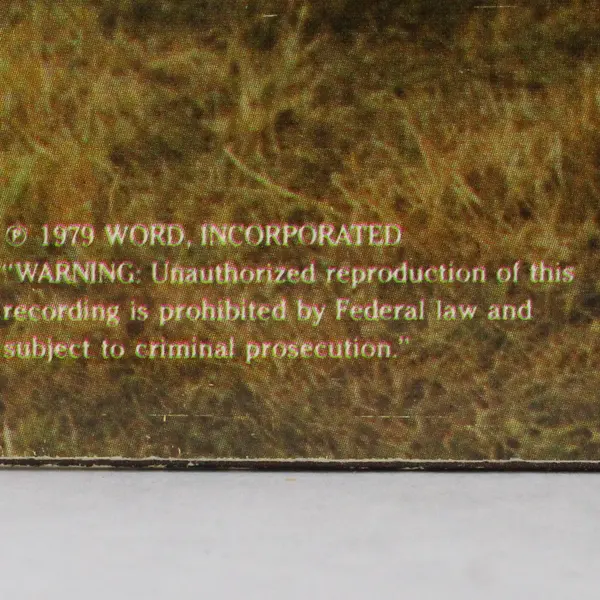 ℗ 1979 WORD, INCORPORATED
"WARNING: Unauthorized reproduction of this
recording is prohibited by Federal law and
subject to criminal prosecution."